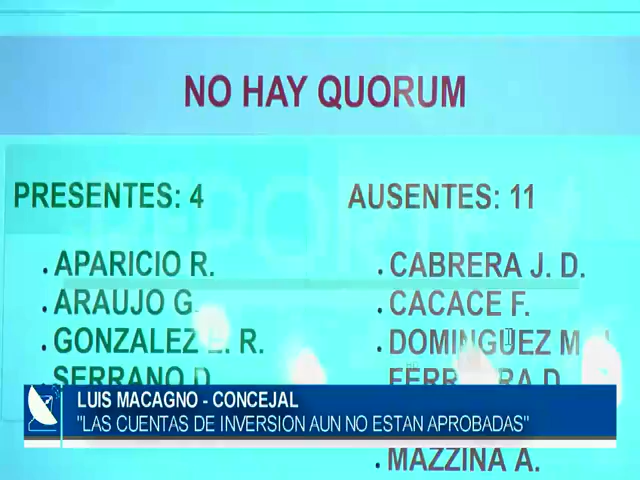 NO HAY QUORUM
PRESENTES: 4
AUSENTES: 11
APARICIO R.
ARAUJO G.
GONZALEZ R.
SERRANO D.
CABRERA J. D.
CACACE F.
DOMINGUEZ M.
D.
MAZZINA A.
LUIS MACAGNO - CONCEJAL
"LAS CUENTAS DE INVERSION AUN NO ESTAN APROBADAS"